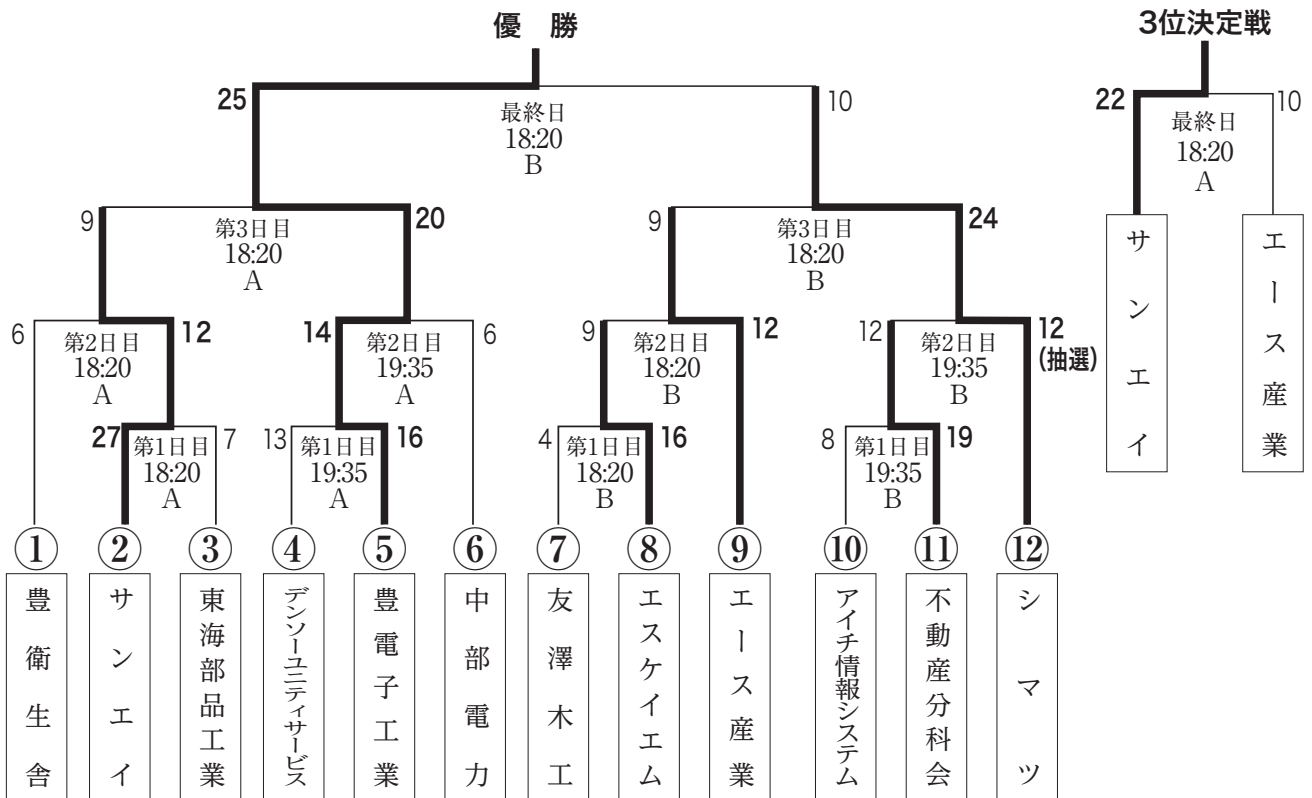 優　勝
3位決定戦
25
10
最終日
18:20
B
22
10
最終日
18:20
A
サンエイ
エース産業
9
20
第3日目
18:20
A
9
24
第3日目
18:20
B
6
12
第2日目
18:20
A
14
6
第2日目
19:35
A
9
12
第2日目
18:20
B
12
12
(抽選)
第2日目
19:35
B
27
7
第1日目
18:20
A
13
16
第1日目
19:35
A
4
16
第1日目
18:20
B
8
19
第1日目
19:35
B
①
②
③
④
⑤
⑥
⑦
⑧
⑨
⑩
⑪
⑫
豊衛生舎
サンエイ
東海部品工業
デンソーユニティサービス
豊電子工業
中部電力
友澤木工
エスケイエム
エース産業
アイチ情報システム
不動産分科会
シマツ